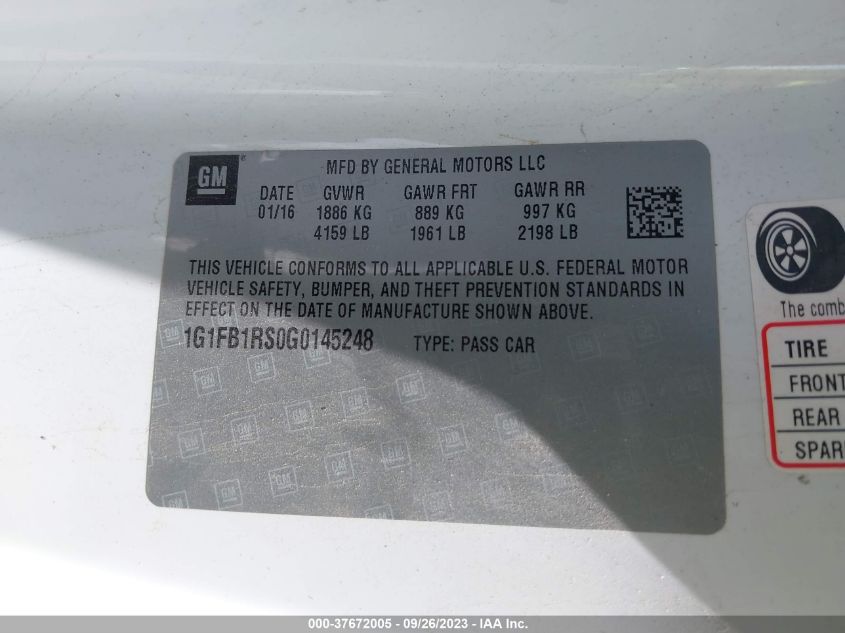 GM
MFD BY GENERAL MOTORS LLC
DATE GVWR GAWR FRT GAWR RR
01/16 1886 KG 889 KG 997 KG
4159 LB 1961 LB 2198 LB
THIS VEHICLE CONFORMS TO ALL APPLICABLE U.S. FEDERAL MOTOR
VEHICLE SAFETY, BUMPER, AND THEFT PREVENTION STANDARDS IN
EFFECT ON THE DATE OF MANUFACTURE SHOWN ABOVE.
1G1FB1RS0G0145248 TYPE: PASS CAR
The comb
TIRE
FRONT
REAR
SPAR
000-37672005 - 09/26/2023 - IAA Inc.